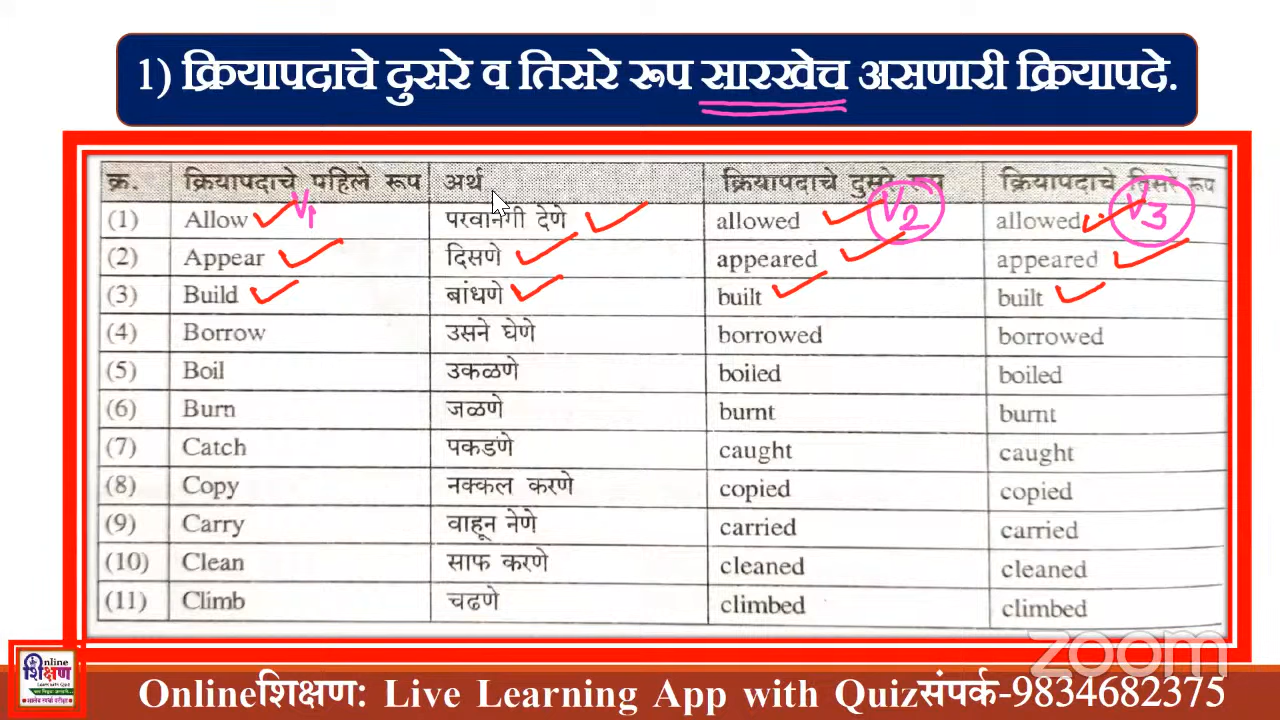 1) क्रियापदाचे दुसरे व तिसरे रूप सारखेच असणारी क्रियापदे.
क्र. क्रियापदाचे पहिले रूप अर्थ क्रियापदाचे दुसरे रूप क्रियापदाचे तिसरे रूप
V1 V2 V3
(1) Allow परवानगी देणे allowed allowed
(2) Appear दिसणे appeared appeared
(3) Build बांधणे built built
(4) Borrow उसने घेणे borrowed borrowed
(5) Boil उकळणे boiled boiled
(6) Burn जळणे burnt burnt
(7) Catch पकडणे caught caught
(8) Copy नक्कल करणे copied copied
(9) Carry वाहून नेणे carried carried
(10) Clean साफ करणे cleaned cleaned
(11) Climb चढणे climbed climbed
zoom
Online
शिक्षण
Onlineशिक्षण: Live Learning App with Quizसंपर्क-9834682375